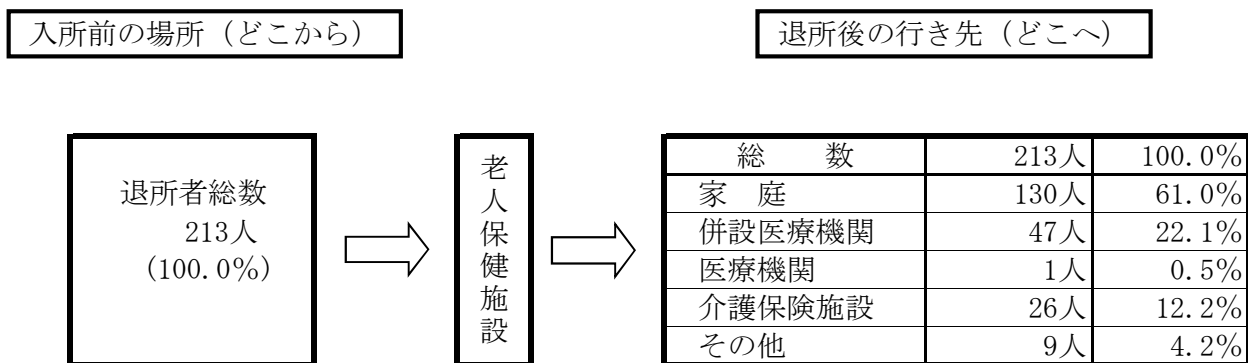 入所前の場所（どこから）
退所後の行き先（どこへ）
退所者総数
213人
(100.0%)
老人保健施設
総　数 213人 100.0%
家　庭 130人 61.0%
併設医療機関 47人 22.1%
医療機関 1人 0.5%
介護保険施設 26人 12.2%
その他 9人 4.2%